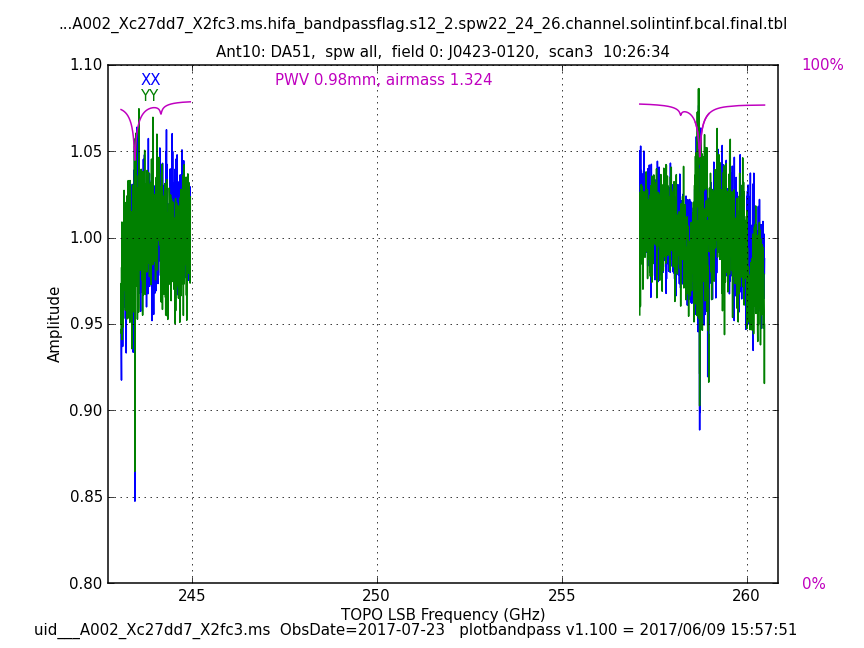 ...A002_Xc27dd7_X2fc3.ms.hifa_bandpassflag.s12_2.spw22_24_26.channel.solintinf.bcal.final.tbl
Ant10: DA51,  spw all,  field 0: J0423-0120,  scan3  10:26:34
1.10
100%
XX
PWV 0.98mm, airmass 1.324
YY
1.05
1.00
0.95
Amplitude
0.90
0.85
0.80
0%
245
250
255
260
TOPO LSB Frequency (GHz)
uid___A002_Xc27dd7_X2fc3.ms  ObsDate=2017-07-23   plotbandpass v1.100 = 2017/06/09 15:57:51